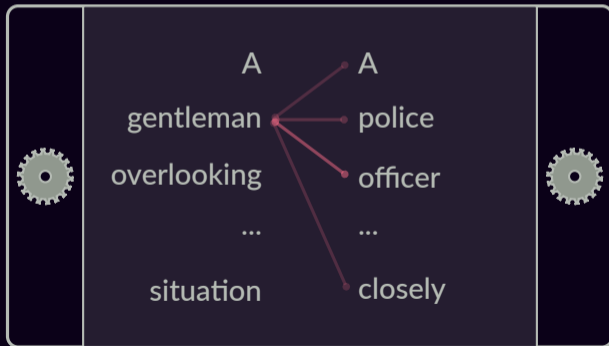 A A
gentleman police
overlooking officer
... ...
situation closely